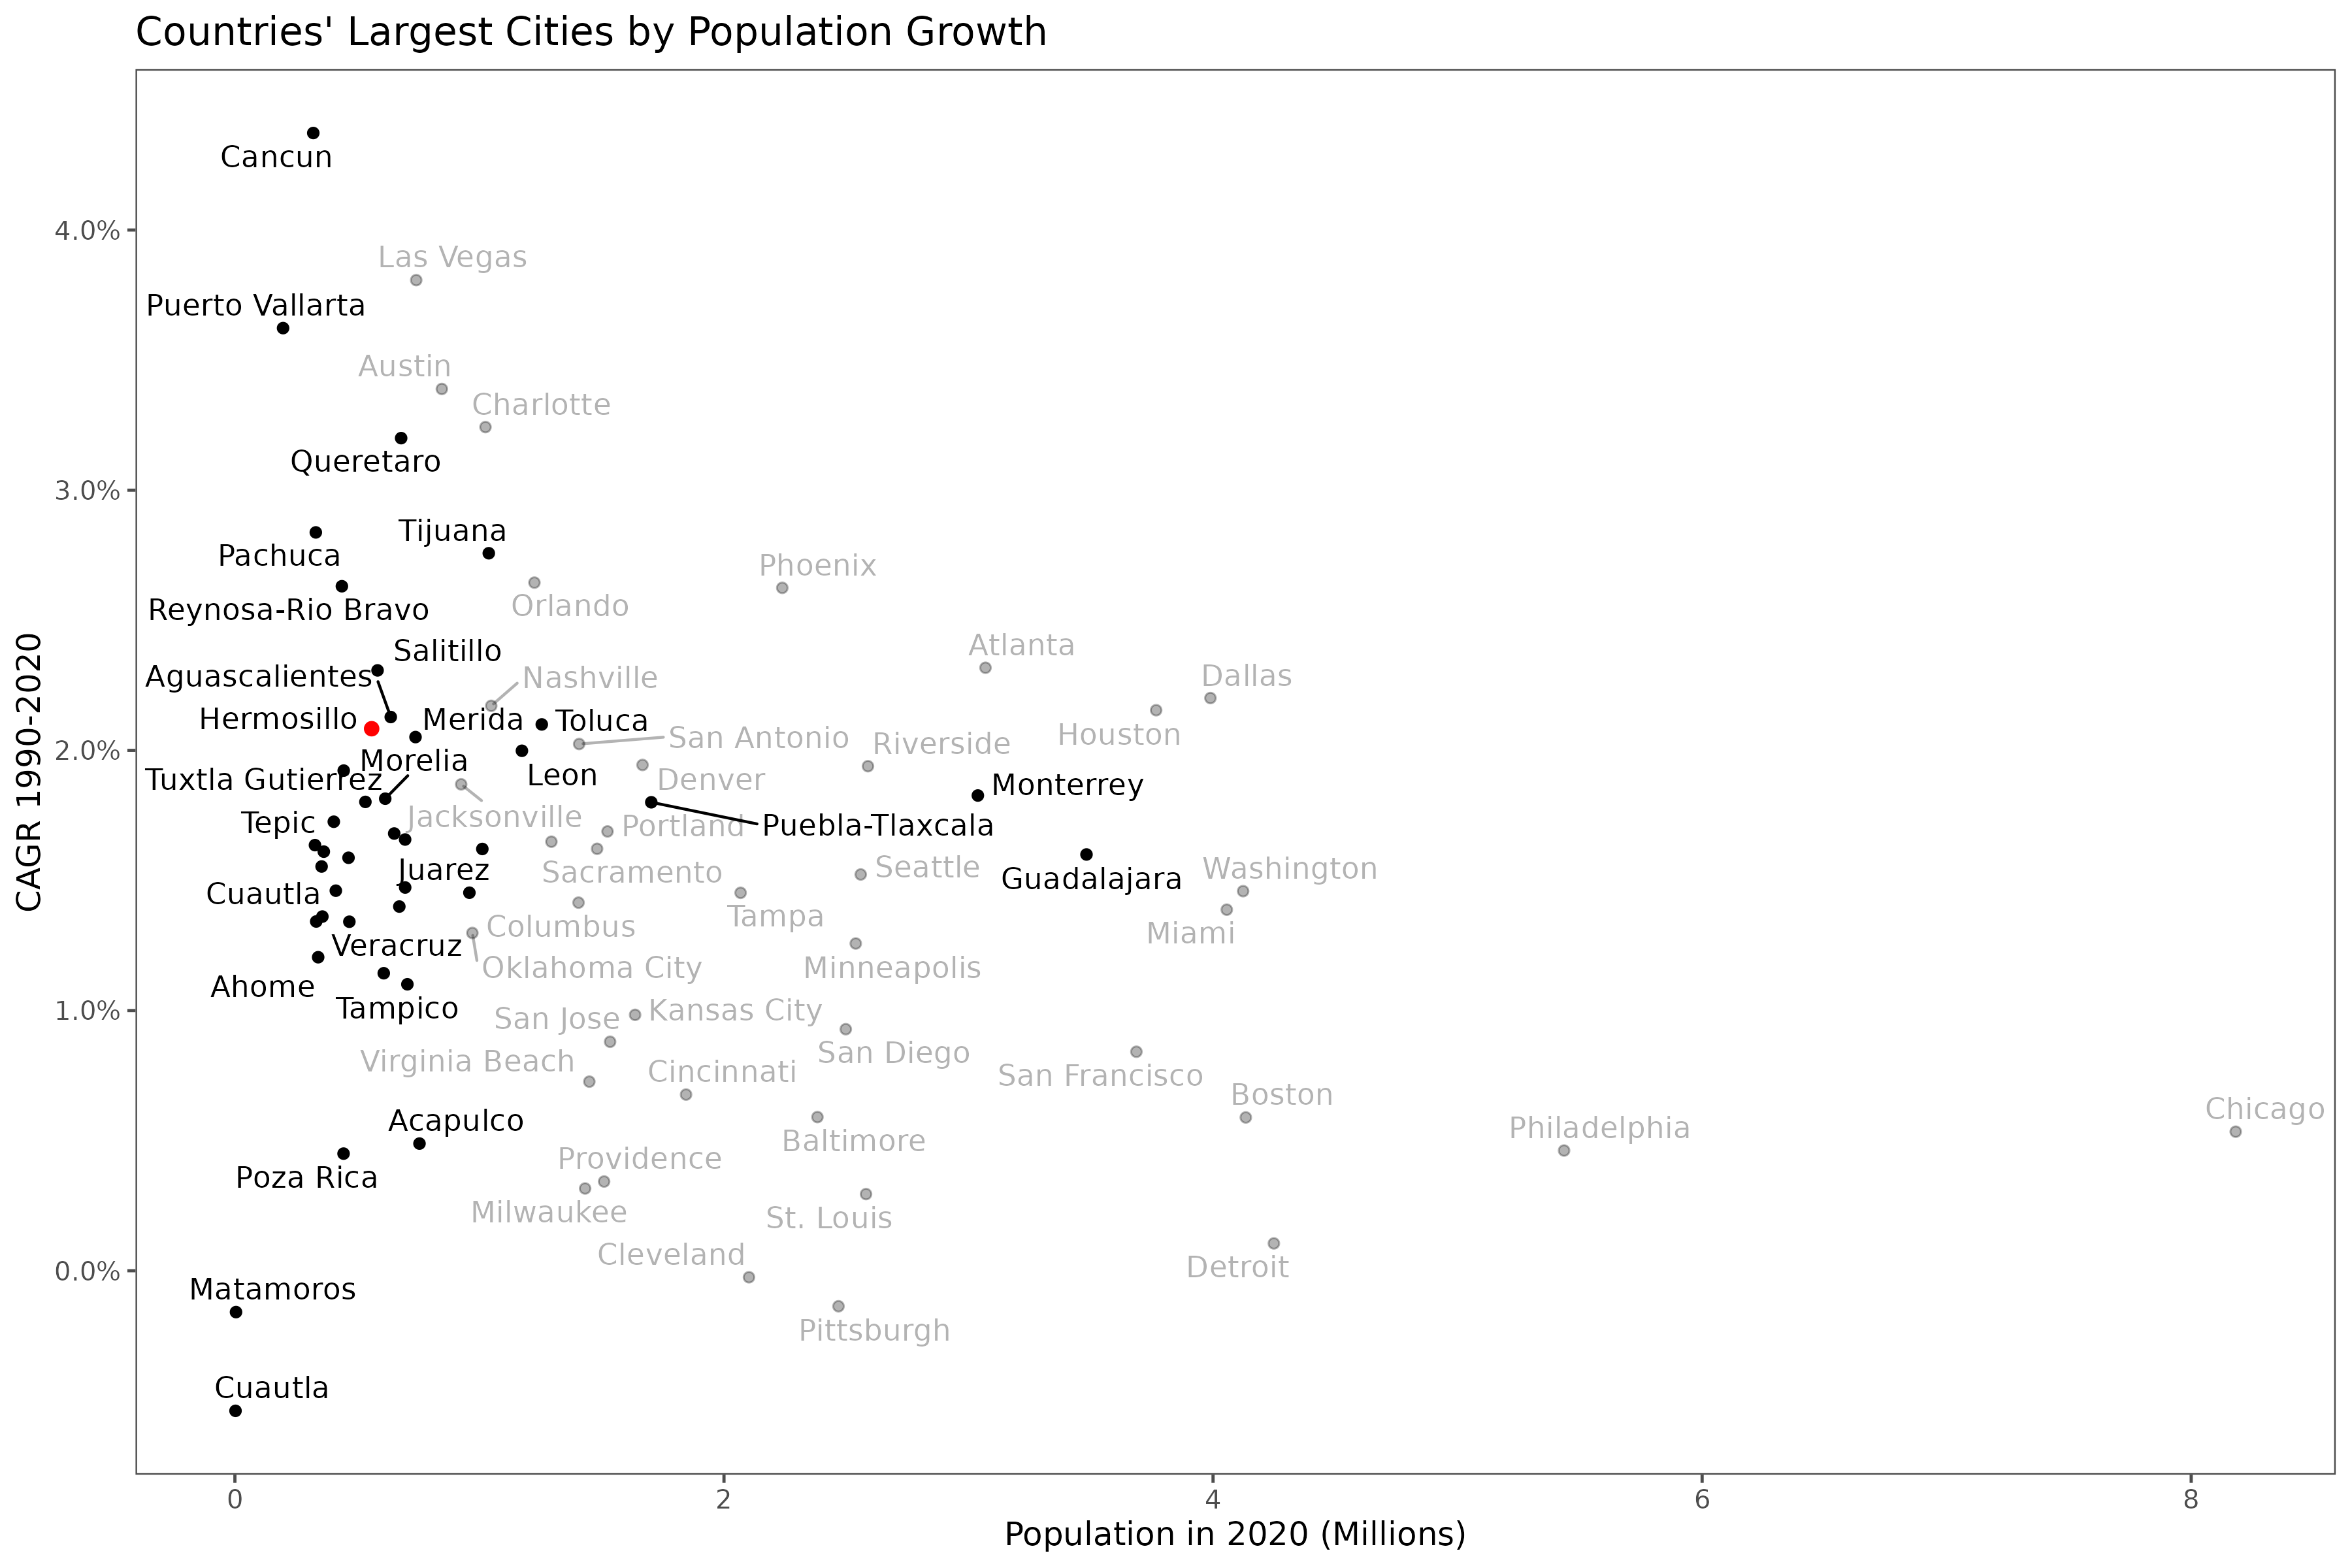 Countries' Largest Cities by Population Growth
Cancun
4.0%
Las Vegas
Puerto Vallarta
Austin
Charlotte
Queretaro
3.0%
Tijuana
Pachuca
Phoenix
Reynosa-Rio Bravo
Orlando
Salitillo
Atlanta
Aguascalientes
Nashville
Dallas
Hermosillo
Merida
Toluca
San Antonio
Riverside
Houston
2.0%
Morelia
Tuxtla Gutierrez
Leon
Denver
Monterrey
Tepic
Jacksonville
Portland
Puebla-Tlaxcala
Juarez
Sacramento
Seattle
Guadalajara
Washington
Cuautla
Columbus
Tampa
Miami
Veracruz
Oklahoma City
Minneapolis
Ahome
Tampico
1.0%
San Jose
Kansas City
San Diego
Virginia Beach
Cincinnati
San Francisco
Boston
Chicago
Acapulco
Baltimore
Philadelphia
Poza Rica
Providence
Milwaukee
St. Louis
Cleveland
Detroit
0.0%
Matamoros
Pittsburgh
Cuautla
CAGR 1990-2020
0
2
4
6
8
Population in 2020 (Millions)